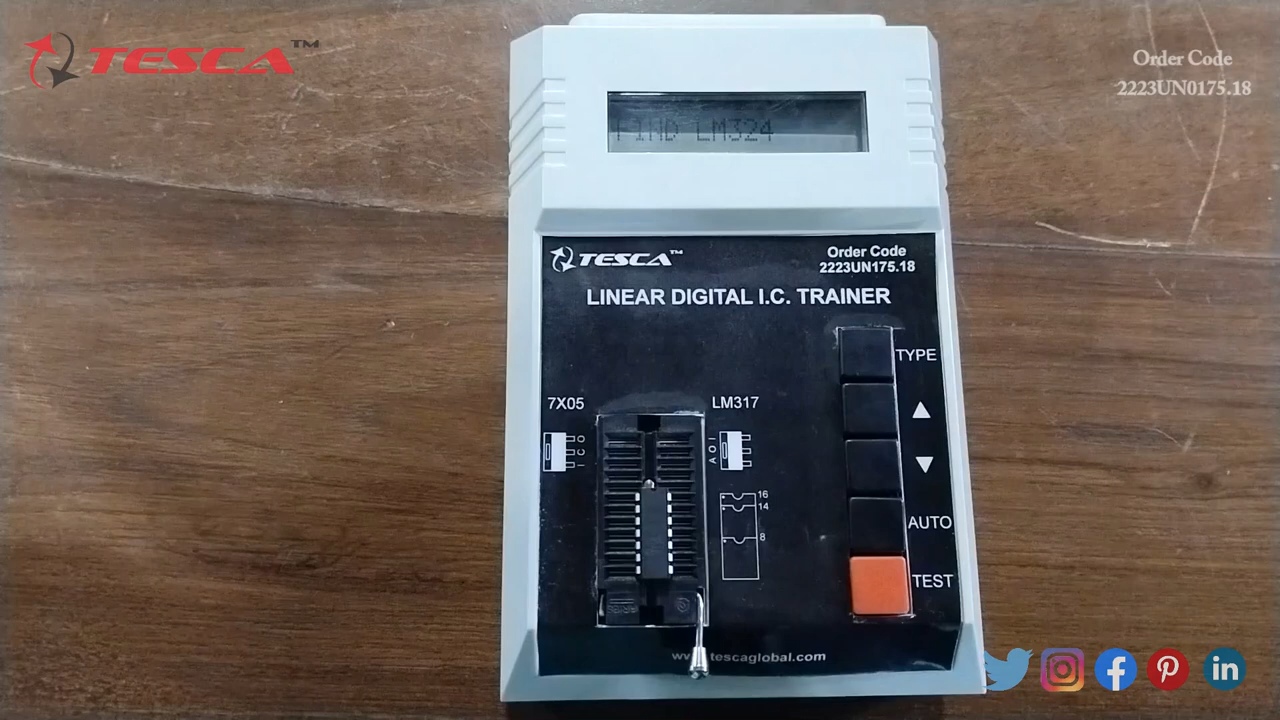 TESCA™
Order Code
2223UN0175.18
FIND LM324
TESCA™
Order Code
2223UN175.18
LINEAR DIGITAL I.C. TRAINER
TYPE
7X05
LM317
O
C
I
I
O
A
16
14
8
AUTO
TEST
www.tescaglobal.com
in